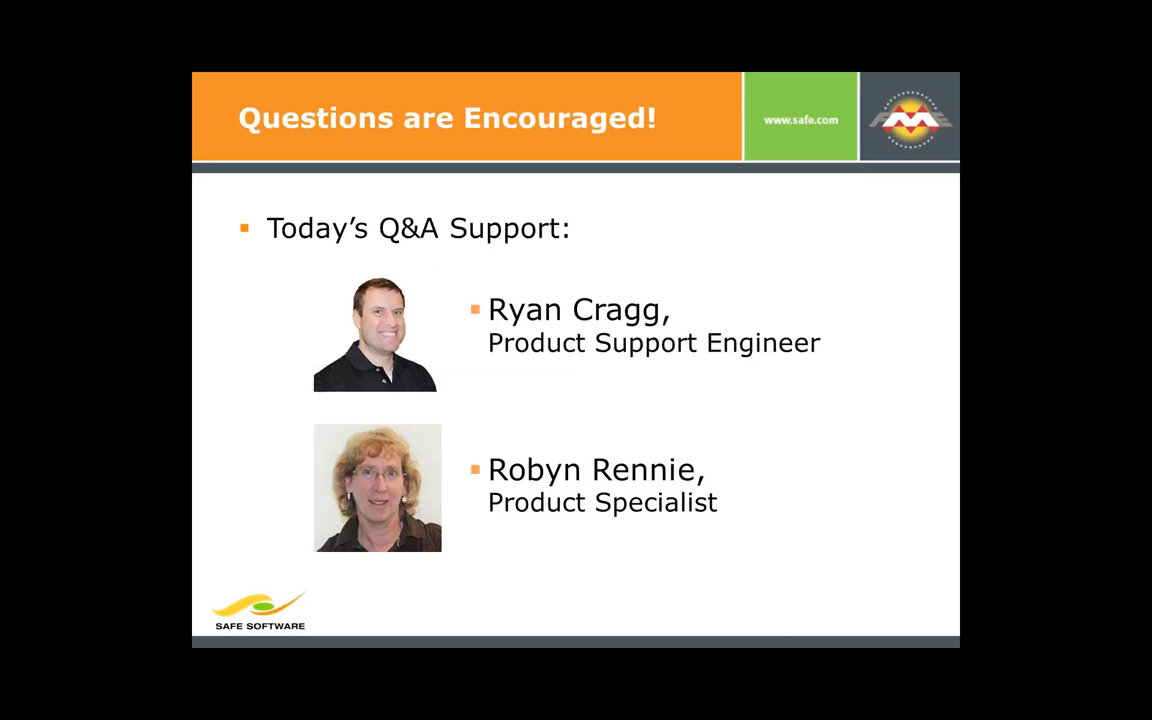 Questions are Encouraged!
www.safe.com
FME
Today's Q&A Support:
Ryan Cragg,
Product Support Engineer
Robyn Rennie,
Product Specialist
SAFE SOFTWARE